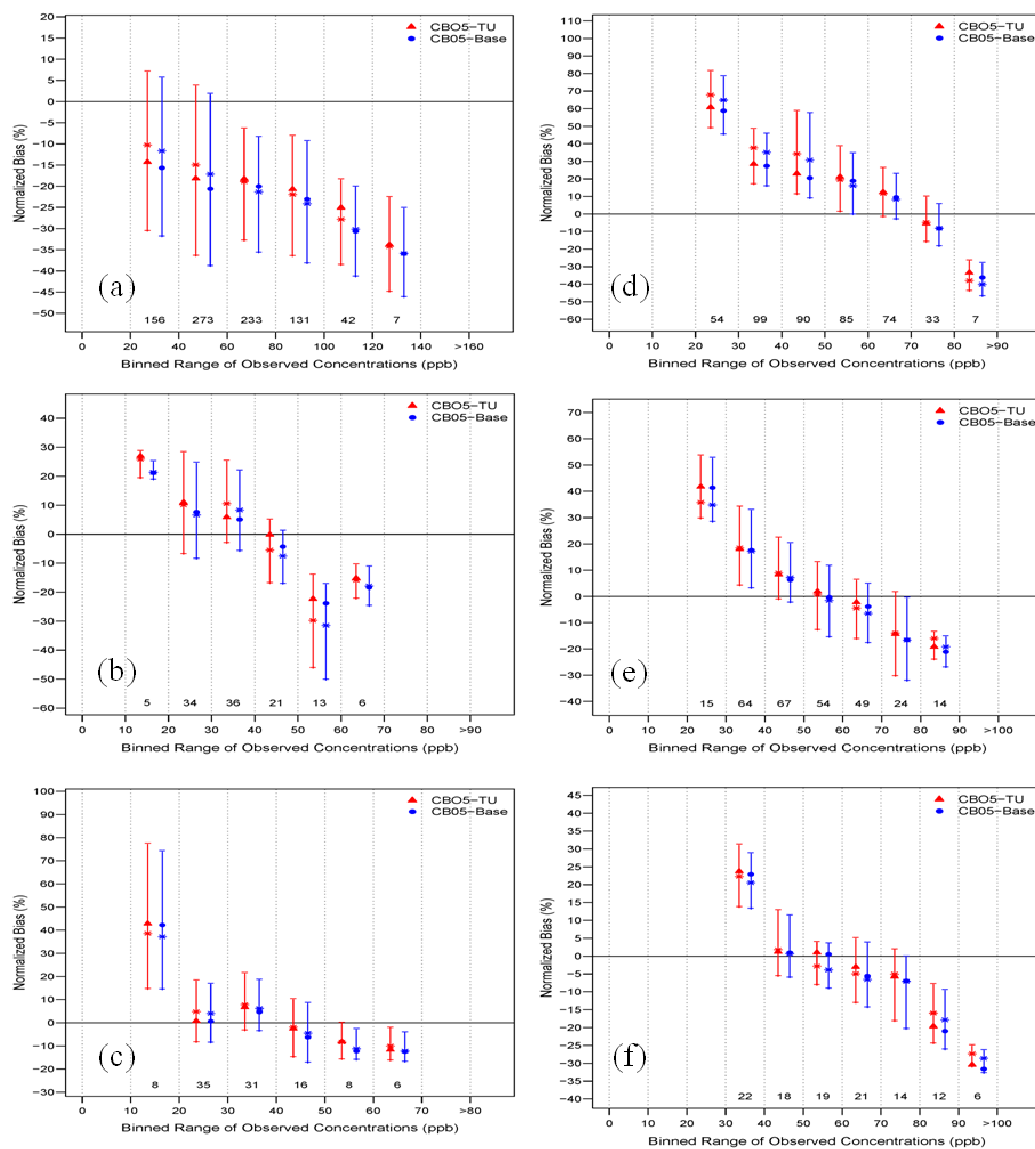 CBO5−TU
CB05−Base
20
15
10
5
0
−5
−10
−15
−20
−25
−30
−35
−40
−45
−50
Normalized Bias (%)
(a)
156 273 233 131 42 7
0 20 40 60 80 100 120 140 >160
Binned Range of Observed Concentrations (ppb)
CBO5−TU
CB05−Base
40
30
20
10
0
−10
−20
−30
−40
−50
−60
Normalized Bias (%)
(b)
5 34 36 21 13 6
0 10 20 30 40 50 60 70 >90
Binned Range of Observed Concentrations (ppb)
CBO5−TU
CB05−Base
100
90
80
70
60
50
40
30
20
10
0
−10
−20
−30
Normalized Bias (%)
(c)
8 35 31 16 8 6
0 10 20 30 40 50 60 70 >80
Binned Range of Observed Concentrations (ppb)
CBO5−TU
CB05−Base
110
100
90
80
70
60
50
40
30
20
10
0
−10
−20
−30
−40
−50
−60
Normalized Bias (%)
(d)
54 99 90 85 74 33 7
0 10 20 30 40 50 60 70 80 >90
Binned Range of Observed Concentrations (ppb)
CBO5−TU
CB05−Base
70
60
50
40
30
20
10
0
−10
−20
−30
−40
Normalized Bias (%)
(e)
15 64 67 54 49 24 14
0 10 20 30 40 50 60 70 80 90 >100
Binned Range of Observed Concentrations (ppb)
CBO5−TU
CB05−Base
45
40
35
30
25
20
15
10
5
0
−5
−10
−15
−20
−25
−30
−35
−40
Normalized Bias (%)
(f)
22 18 19 21 14 12 6
0 10 20 30 40 50 60 70 80 90 >100
Binned Range of Observed Concentrations (ppb)